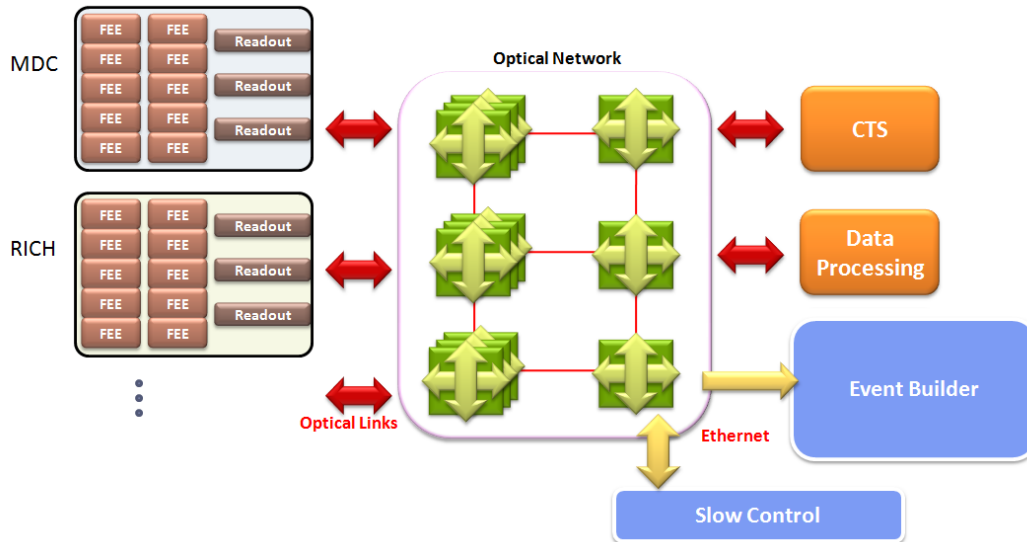 MDC
FEE FEE
FEE FEE
FEE FEE
FEE FEE
FEE FEE
Readout
Readout
Readout
RICH
FEE FEE
FEE FEE
FEE FEE
FEE FEE
FEE FEE
Readout
Readout
Readout
Optical Links
Optical Network
CTS
Data
Processing
Event Builder
Ethernet
Slow Control